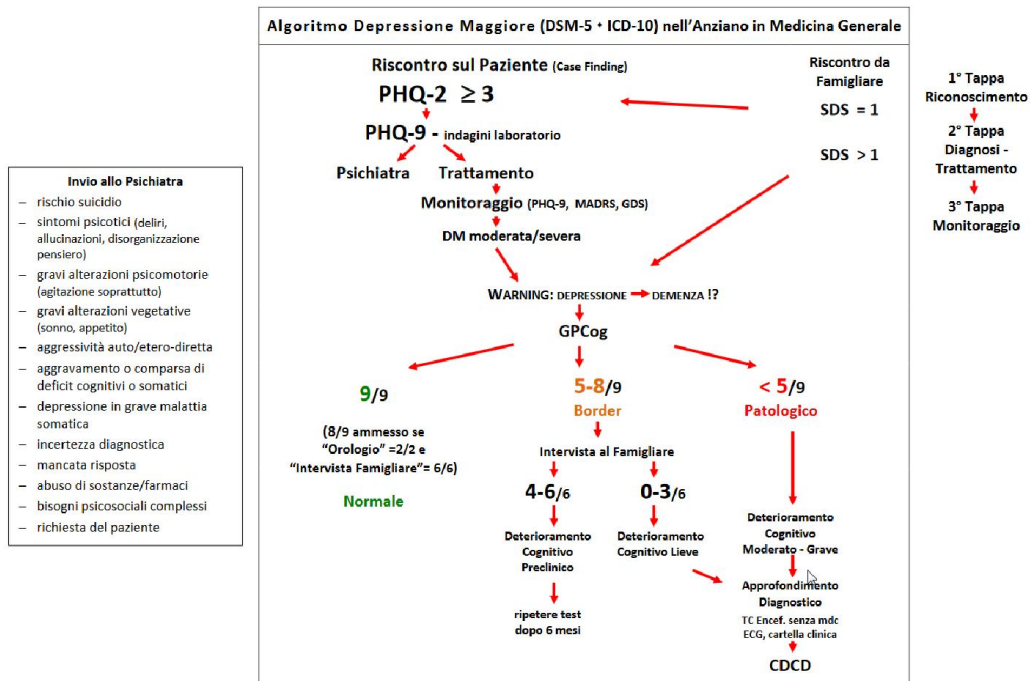 Algoritmo Depressione Maggiore (DSM-5 + ICD-10) nell'Anziano in Medicina Generale
Riscontro sul Paziente (Case Finding)
PHQ-2 ≥ 3
PHQ-9 - indagini laboratorio
Psichiatra
Trattamento
Monitoraggio (PHQ-9, MADRS, GDS)
DM moderata/severa
Riscontro da
Famigliare
SDS = 1
SDS > 1
WARNING: DEPRESSIONE
DEMENZA !?
GPCog
9/9
(8/9 ammesso se
"Orologio" =2/2 e
"Intervista Famigliare"= 6/6)
Normale
5-8/9
Border
Intervista al Famigliare
4-6/6
Deterioramento
Cognitivo
Preclinico
ripetere test
dopo 6 mesi
0-3/6
Deterioramento
Cognitivo Lieve
< 5/9
Patologico
Deterioramento
Cognitivo
Moderato - Grave
Approfondimento
Diagnostico
TC Encef. senza mdc
ECG, cartella clinica
CDCD
1° Tappa
Riconoscimento
2° Tappa
Diagnosi -
Trattamento
3° Tappa
Monitoraggio
Invio allo Psichiatra
– rischio suicidio
– sintomi psicotici (deliri,
allucinazioni, disorganizzazione
pensiero)
– gravi alterazioni psicomotorie
(agitazione soprattutto)
– gravi alterazioni vegetative
(sonno, appetito)
– aggressività auto/etero-diretta
– aggravamento o comparsa di
deficit cognitivi o somatici
– depressione in grave malattia
somatica
– incertezza diagnostica
– mancata risposta
– abuso di sostanze/farmaci
– bisogni psicosociali complessi
– richiesta del paziente